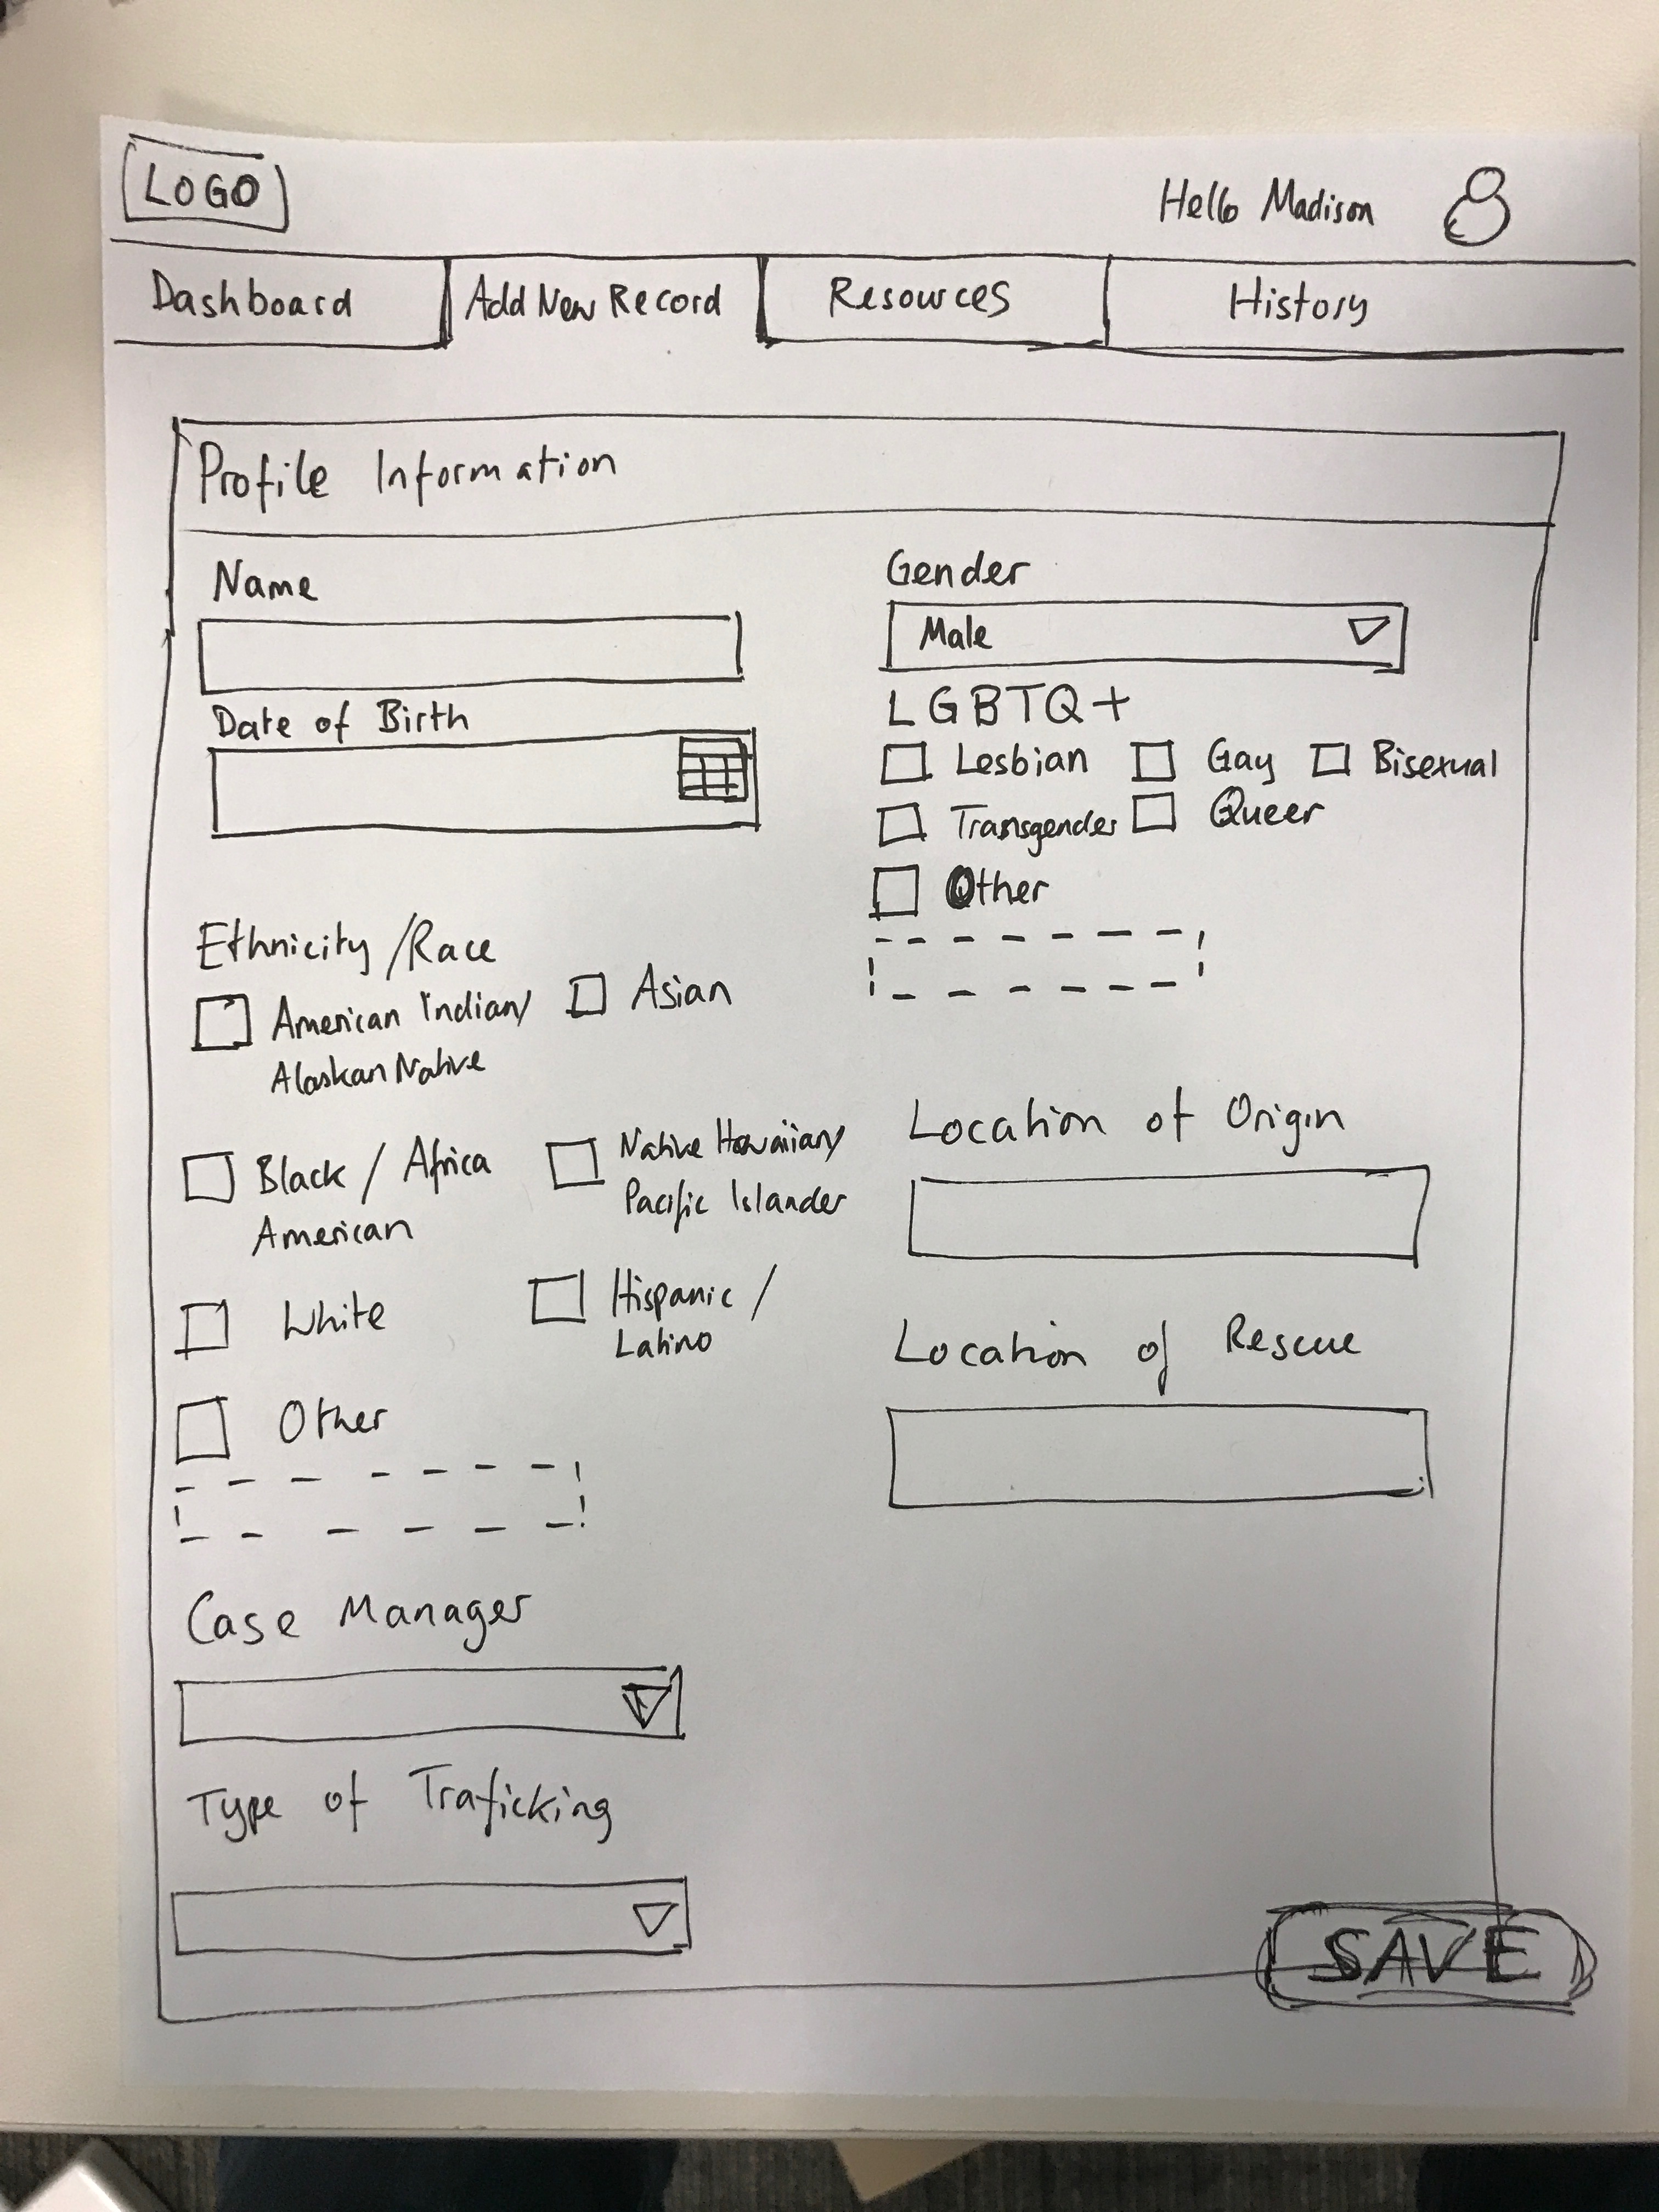 LOGO
Hello Madison
Dashboard
Add New Record
Resources
History
Profile Information
Name
Date of Birth
Gender
Male
LGBTQ+
Lesbian
Gay
Bisexual
Transgender
Queer
Other
Ethnicity/Race
American Indian/
Alaskan Native
Asian
Black / Africa
American
Native Hawaiian/
Pacific Islander
White
Hispanic /
Latino
Other
Location of Origin
Location of Rescue
Case Manager
Type of Traficking
SAVE